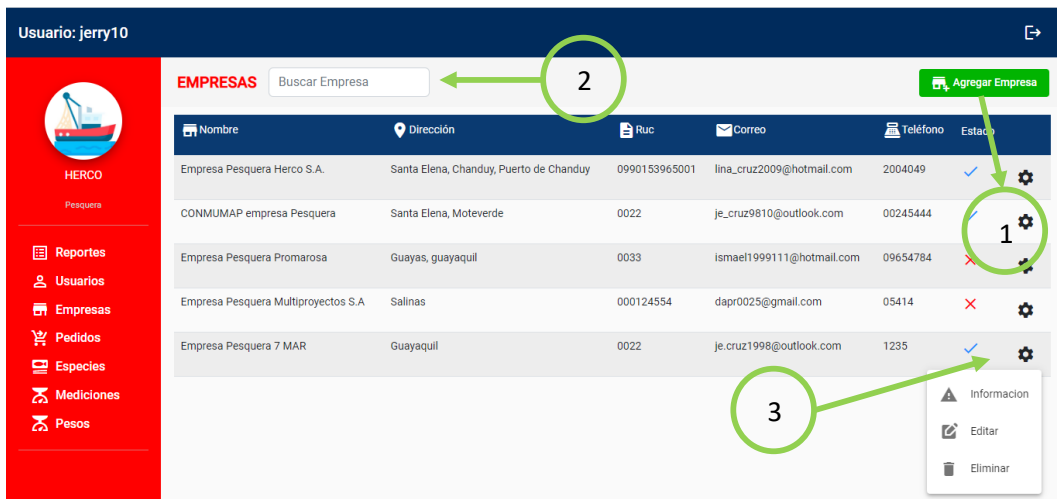 Usuario: jerry10
HERCO
Pesquera
Reportes
Usuarios
Empresas
Pedidos
Especies
Mediciones
Pesos
EMPRESAS Buscar Empresa 2 Agregar Empresa
Nombre Dirección Ruc Correo Teléfono Estado
Empresa Pesquera Herco S.A. Santa Elena, Chanduy, Puerto de Chanduy 0990153965001 lina_cruz2009@hotmail.com 2004049
CONMUMAP empresa Pesquera Santa Elena, Moteverde 0022 je_cruz9810@outlook.com 00245444
1
Empresa Pesquera Promarosa Guayas, guayaquil 0033 ismael1999111@hotmail.com 09654784
Empresa Pesquera Multiproyectos S.A Salinas 000124554 dapr0025@gmail.com 05414
Empresa Pesquera 7 MAR Guayaquil 0022 je.cruz1998@outlook.com 1235
3
Informacion
Editar
Eliminar